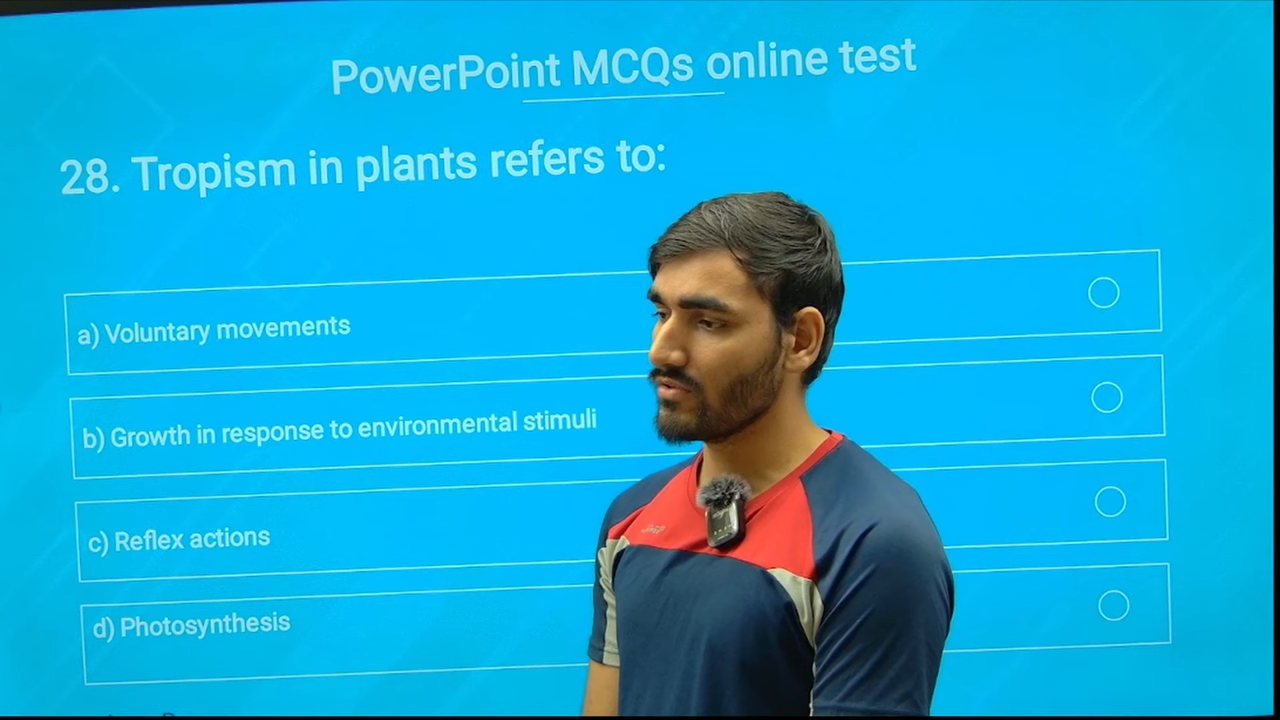 PowerPoint MCQs online test
28. Tropism in plants refers to:
a) Voluntary movements
b) Growth in response to environmental stimuli
c) Reflex actions
d) Photosynthesis